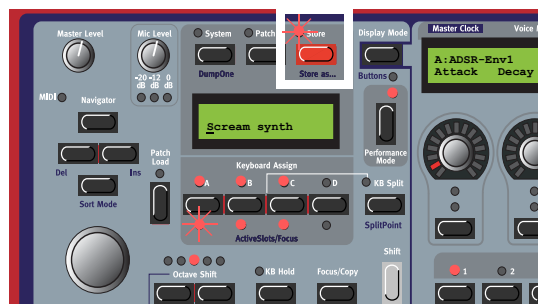 Master Level
Mic Level
System
Patch
Store
Display Mode
Master Clock
Voice
-20 -12 0
dB dB dB
DumpOne
Store as...
A:ADSR-Env1
Attack Decay
MIDI
Navigator
Buttons
Scream synth
Del
Ins
Patch
Load
Performance
Mode
Keyboard Assign
Sort Mode
A
B
C
D
KB Split
ActiveSlots/Focus
SplitPoint
Shift
Octave Shift
KB Hold
Focus/Copy
1
2